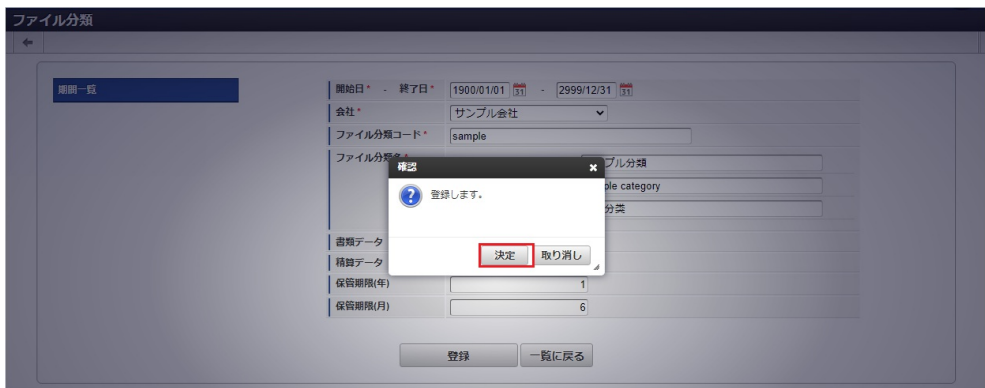 ファイル分類
期間一覧
開始日* - 終了日* 1900/01/01 31 - 2999/12/31 31
会社* サンプル会社
ファイル分類コード* sample
ファイル分類名* プル分類
確認
ple category
登録します。
分类
書類データ
決定 取り消し
積算データ
保管期限(年) 1
保管期限(月) 6
登録 一覧に戻る